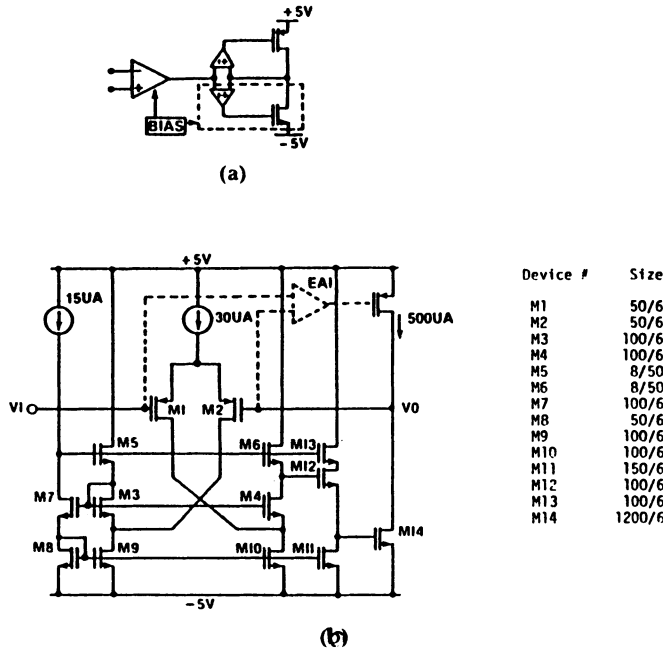 +5V
BIAS
-5V
(a)
+5V
15UA
30UA
EA1
500UA
VI
M1
M2
VO
M5
M6
M13
M12
M7
M3
M4
M14
M8
M9
M10
M11
-5V
(b)
Device # Size
M1 50/6
M2 50/6
M3 100/6
M4 100/6
M5 8/50
M6 8/50
M7 100/6
M8 50/6
M9 100/6
M10 100/6
M11 150/6
M12 100/6
M13 100/6
M14 1200/6